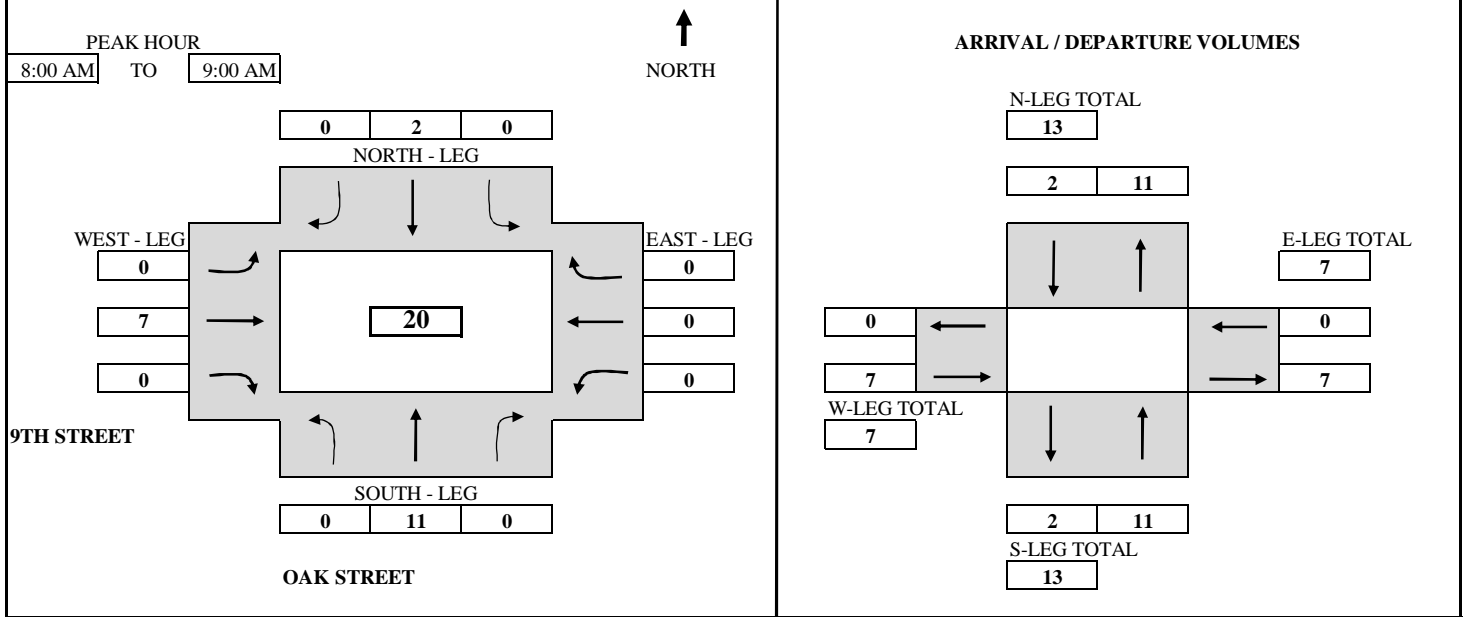 PEAK HOUR
8:00 AM TO 9:00 AM
NORTH
0 2 0
NORTH - LEG
WEST - LEG
EAST - LEG
0
0
7
20
0
0
0
9TH STREET
SOUTH - LEG
0 11 0
OAK STREET
ARRIVAL / DEPARTURE VOLUMES
N-LEG TOTAL
13
2 11
E-LEG TOTAL
7
0
0
7
7
W-LEG TOTAL
7
2 11
S-LEG TOTAL
13